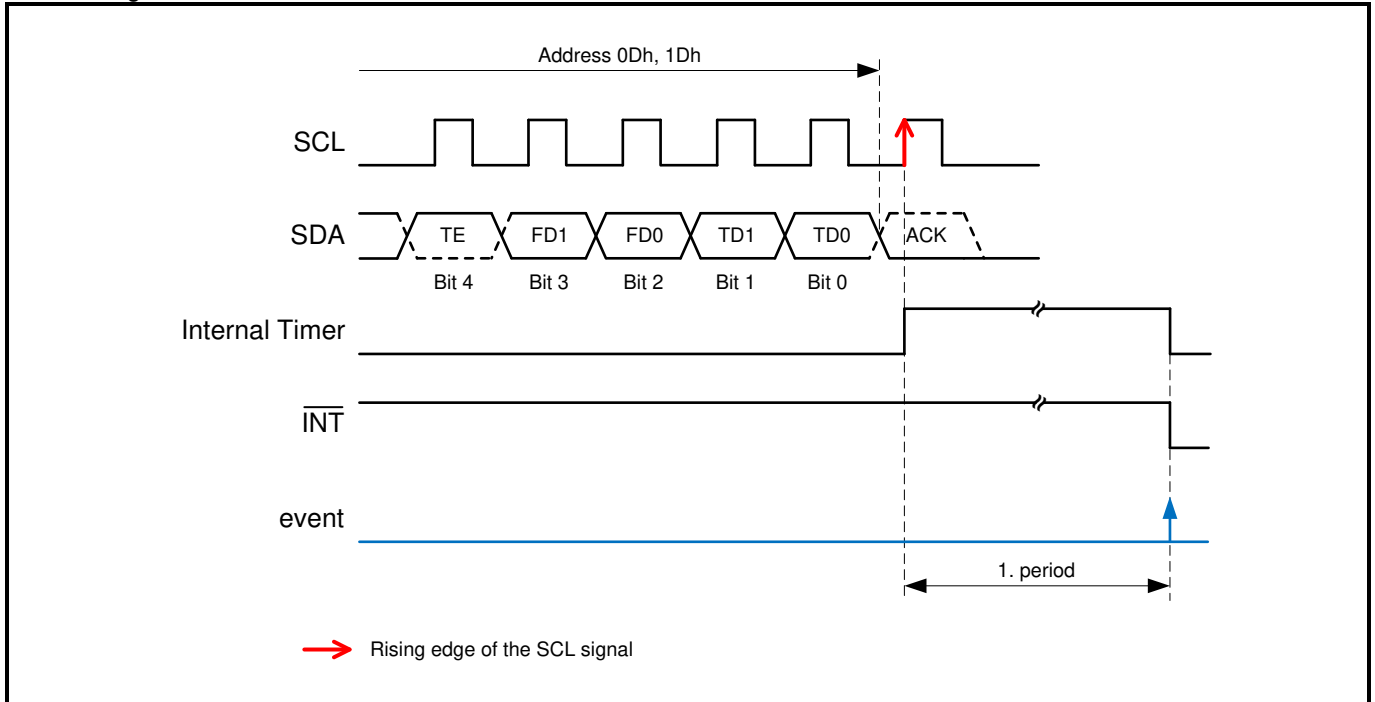 Address 0Dh, 1Dh
SCL
SDA
TE
FD1
FD0
TD1
TD0
ACK
Bit 4
Bit 3
Bit 2
Bit 1
Bit 0
Internal Timer
INT
event
1. period
Rising edge of the SCL signal